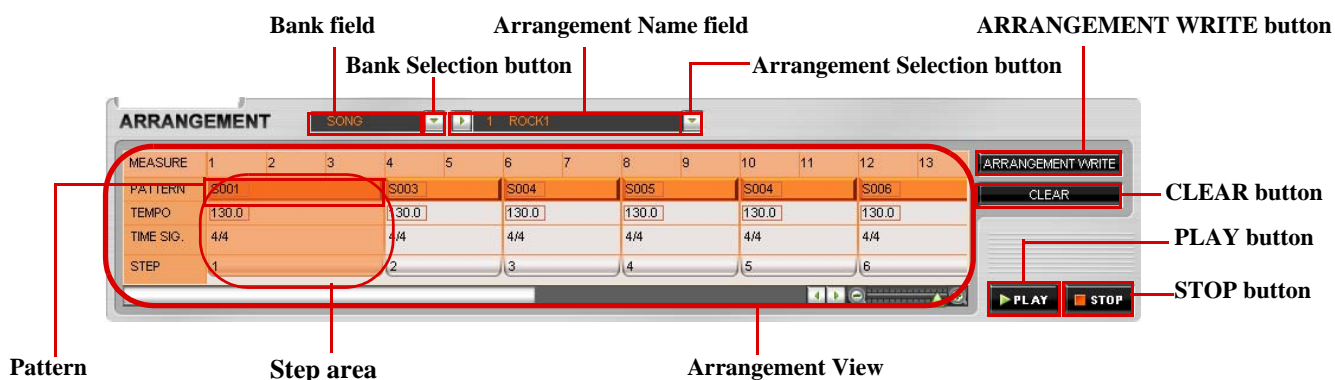 Bank field Arrangement Name field ARRANGEMENT WRITE button
Bank Selection button Arrangement Selection button
ARRANGEMENT SONG 1 ROCK1
MEASURE 1 2 3 4 5 6 7 8 9 10 11 12 13 ARRANGEMENT WRITE
PATTERN S001 S003 S004 S005 S004 S006 CLEAR CLEAR button
TEMPO 130.0 130.0 130.0 130.0 130.0 130.0
TIME SIG. 4/4 4/4 4/4 4/4 4/4 4/4 PLAY button
STEP 1 2 3 4 5 6
PLAY STOP STOP button
Pattern Step area Arrangement View